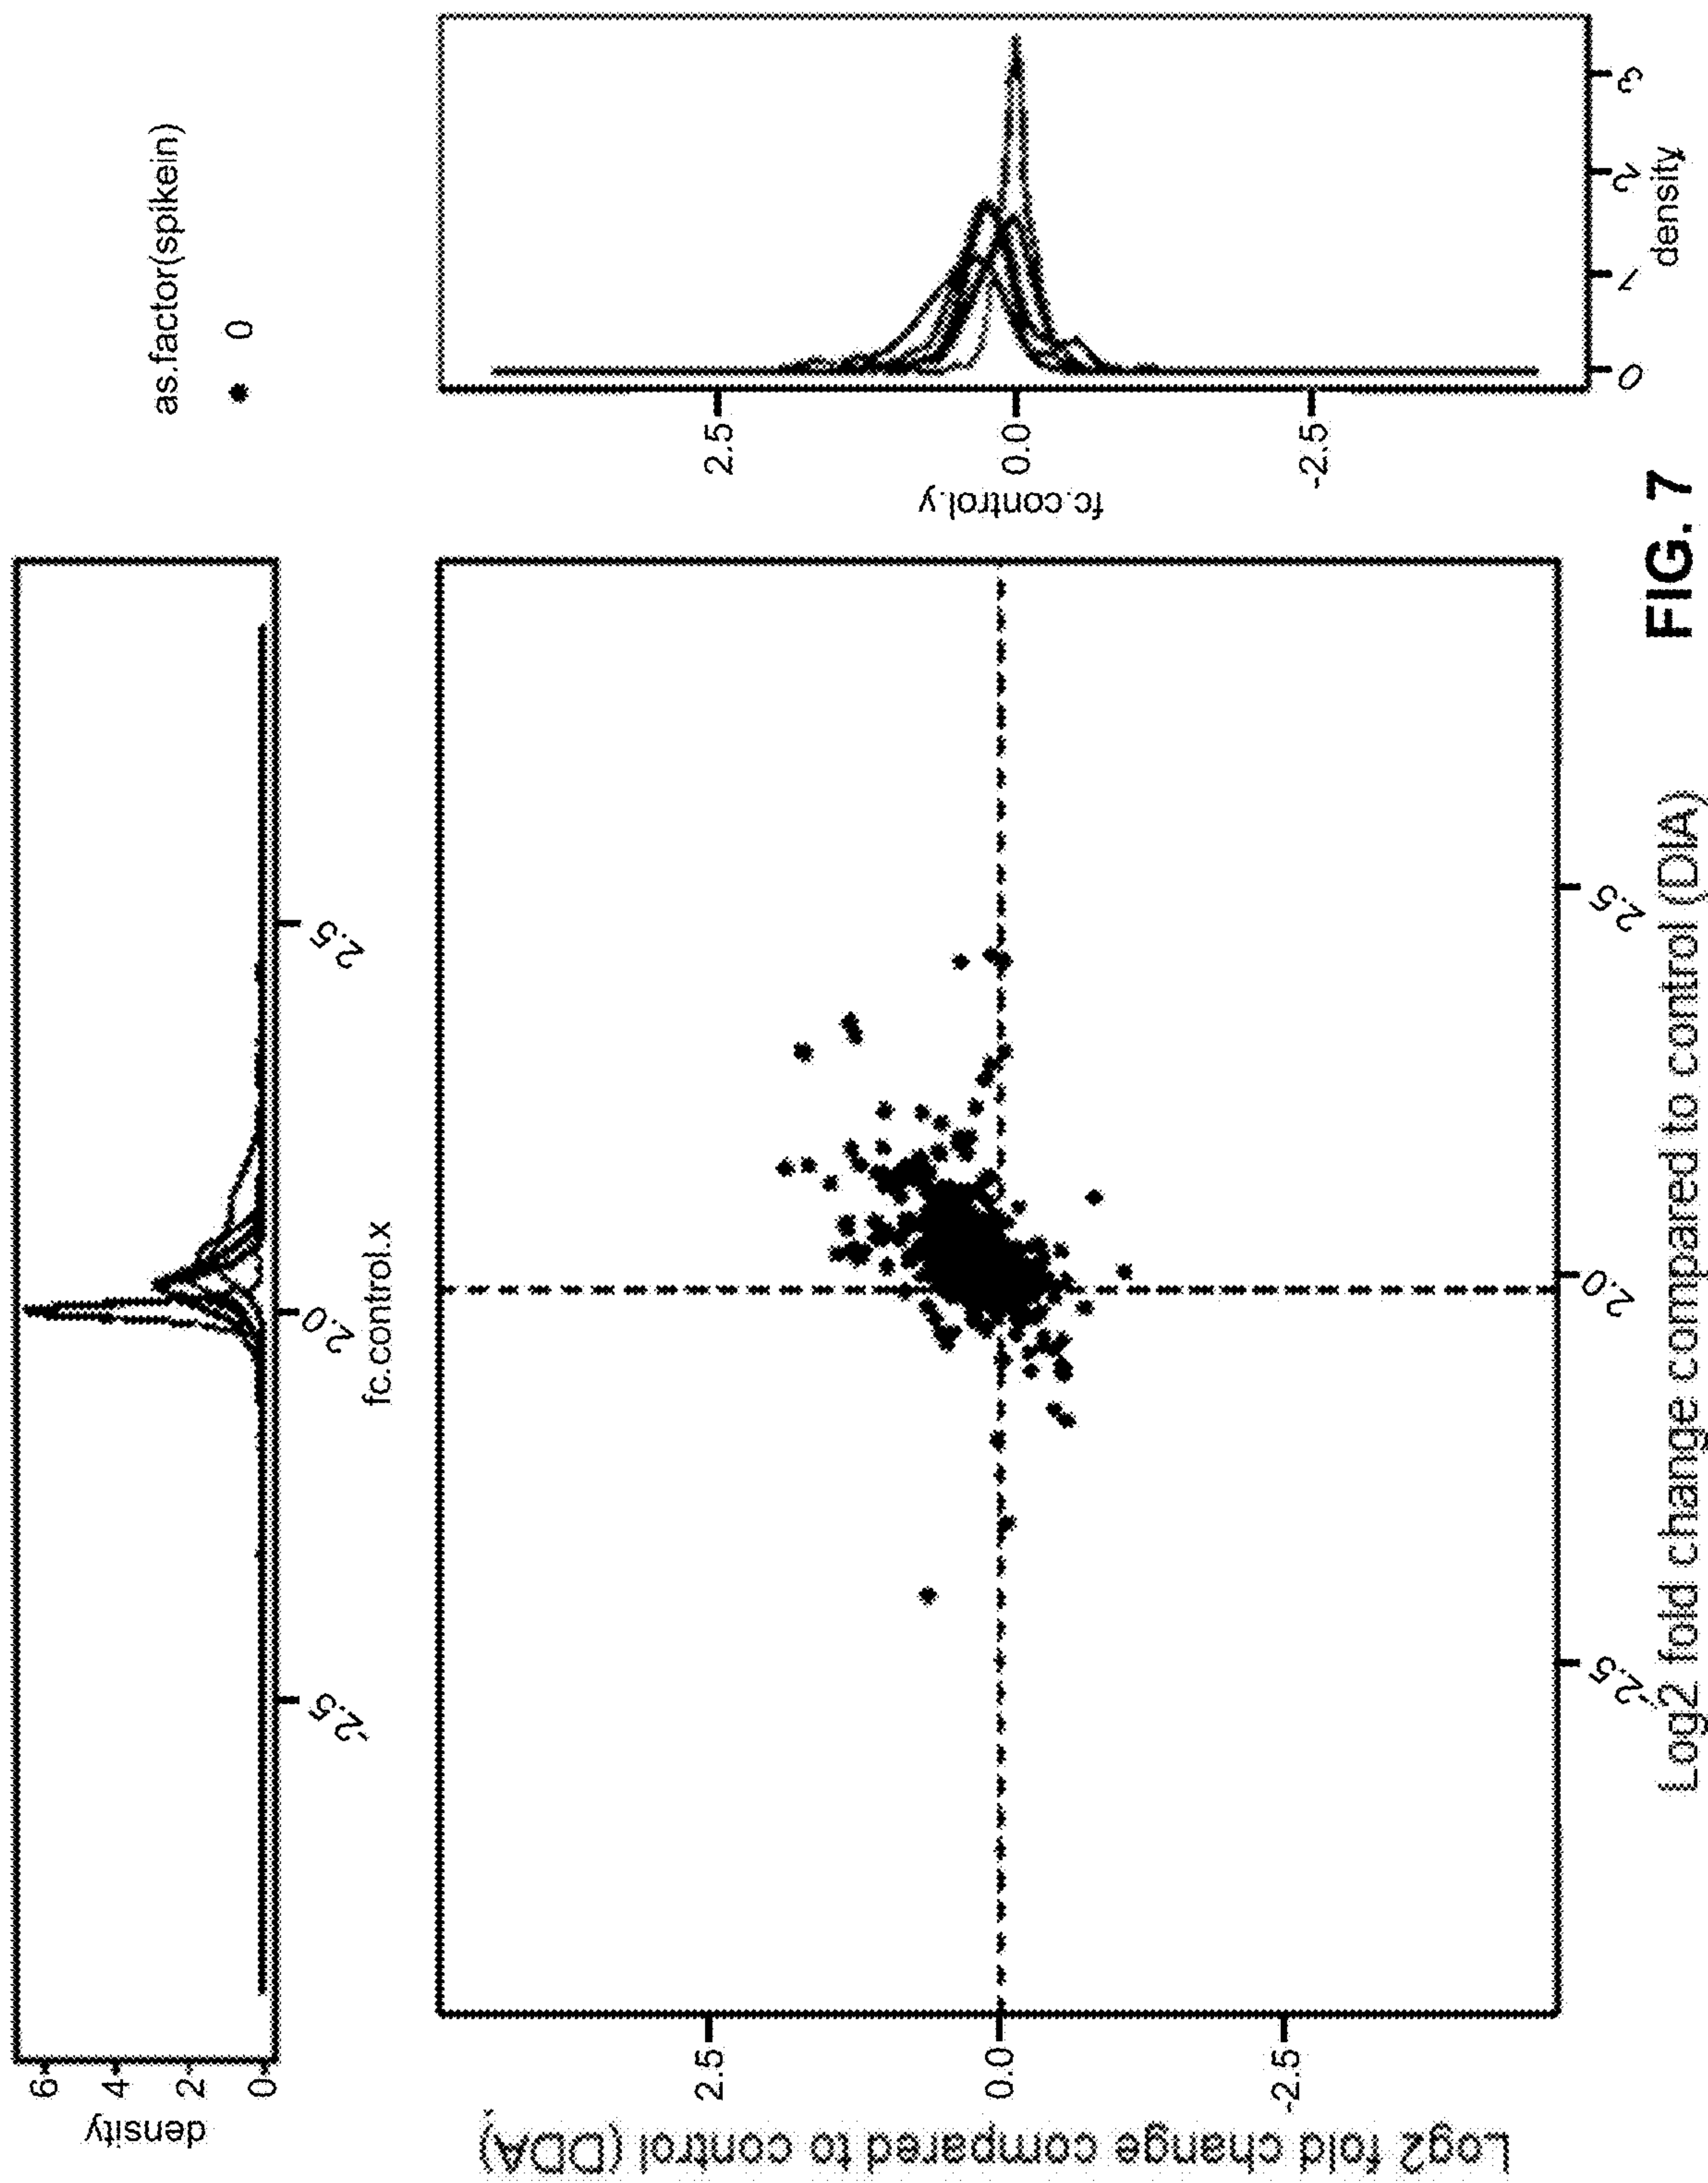 density
6
4
2
0
-2.5
2.0
2.5
fc.control.x
as.factor(spikein)
0
Log2 fold change compared to control (DDA)
2.5
0.0
-2.5
-2.5
2.0
2.5
Log2 fold change compared to control (DIA)
fc.control.y
2.5
0.0
-2.5
0
1
2
3
density
FIG. 7